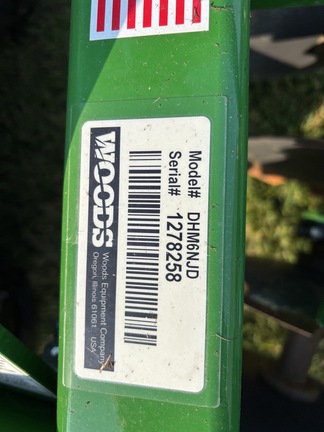 Model# DHM6NJD
Serial# 1278258
WOODS
Woods Equipment Company
Oregon, Illinois 61061 USA